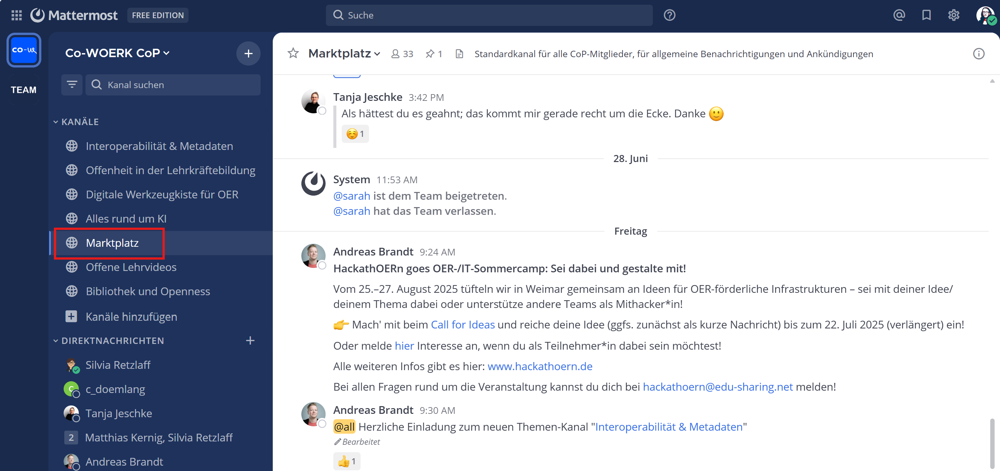 Mattermost
FREE EDITION
Suche
CO-W
TEAM
Co-WOERK CoP
Kanal suchen
KANÄLE
Interoperabilität & Metadaten
Offenheit in der Lehrkräftebildung
Digitale Werkzeugkiste für OER
Alles rund um KI
Marktplatz
Offene Lehrvideos
Bibliothek und Openness
Kanäle hinzufügen
DIREKTNACHRICHTEN
Silvia Retzlaff
C
c_doemlang
Tanja Jeschke
2 Matthias Kernig, Silvia Retzlaff
Andreas Brandt
Marktplatz 33 1 Standardkanal für alle CoP-Mitglieder, für allgemeine Benachrichtigungen und Ankündigungen
Tanja Jeschke 3:42 PM
Als hättest du es geahnt; das kommt mir gerade recht um die Ecke. Danke 🙂
☺️ 1
28. Juni
System 11:53 AM
@sarah ist dem Team beigetreten.
@sarah hat das Team verlassen.
Freitag
Andreas Brandt 9:24 AM
HackathOERn goes OER-/IT-Sommercamp: Sei dabei und gestalte mit!
Vom 25.–27. August 2025 tüfteln wir in Weimar gemeinsam an Ideen für OER-förderliche Infrastrukturen – sei mit deiner Idee/
deinem Thema dabei oder unterstütze andere Teams als Mithacker*in!
👉 Mach' mit beim Call for Ideas und reiche deine Idee (ggfs. zunächst als kurze Nachricht) bis zum 22. Juli 2025 (verlängert) ein!
Oder melde hier Interesse an, wenn du als Teilnehmer*in dabei sein möchtest!
Alle weiteren Infos gibt es hier: www.hackathoern.de
Bei allen Fragen rund um die Veranstaltung kannst du dich bei hackathoern@edu-sharing.net melden!
Andreas Brandt 9:30 AM
@all Herzliche Einladung zum neuen Themen-Kanal "Interoperabilität & Metadaten"
Bearbeitet
👍 1